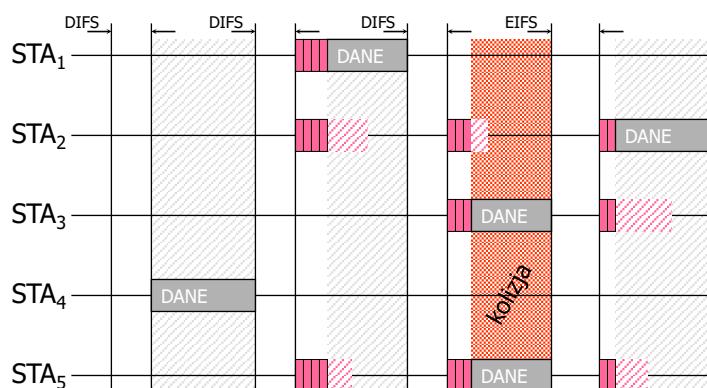 DIFS DIFS DIFS EIFS
STA1 DANE
STA2 DANE
STA3 DANE
kolizja
STA4 DANE
STA5 DANE